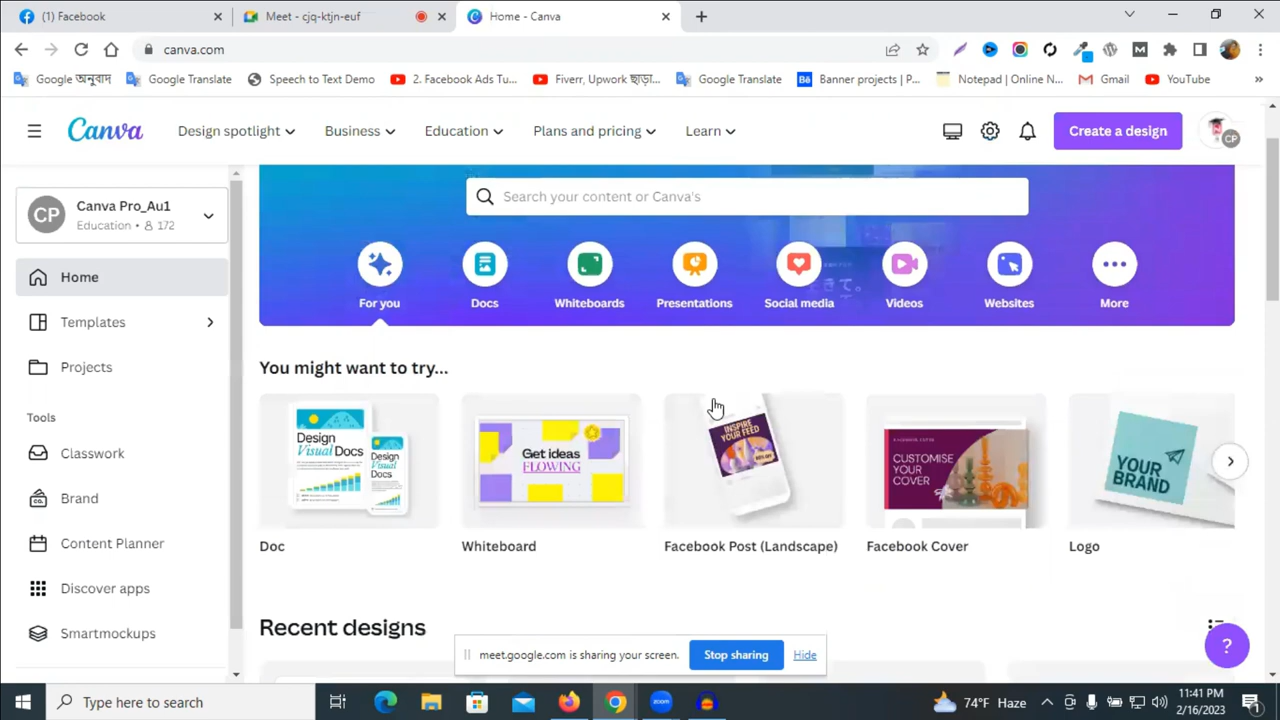 (1) Facebook
Meet - cjq-ktjn-euf
Home - Canva
canva.com
Google অনুবাদ
Google Translate
Speech to Text Demo
2. Facebook Ads Tu...
Fiverr, Upwork ছাড়া...
Google Translate
Banner projects | P...
Notepad | Online N...
Gmail
YouTube
Canva
Design spotlight
Business
Education
Plans and pricing
Learn
Create a design
CP
CP
Canva Pro_Au1
Education • 172
Search your content or Canva's
Home
Templates
Projects
Tools
Classwork
Brand
Content Planner
Discover apps
Smartmockups
For you
Docs
Whiteboards
Presentations
Social media
Videos
Websites
More
You might want to try...
Design
Visual Docs
Design
Visual
Docs
Get ideas
FLOWING
INSPIRE
YOUR FEED
CUSTOMISE
YOUR
COVER
YOUR
BRAND
Doc
Whiteboard
Facebook Post (Landscape)
Facebook Cover
Logo
Recent designs
meet.google.com is sharing your screen.
Stop sharing
Hide
?
Type here to search
zoom
74°F Haze
11:41 PM
2/16/2023
1